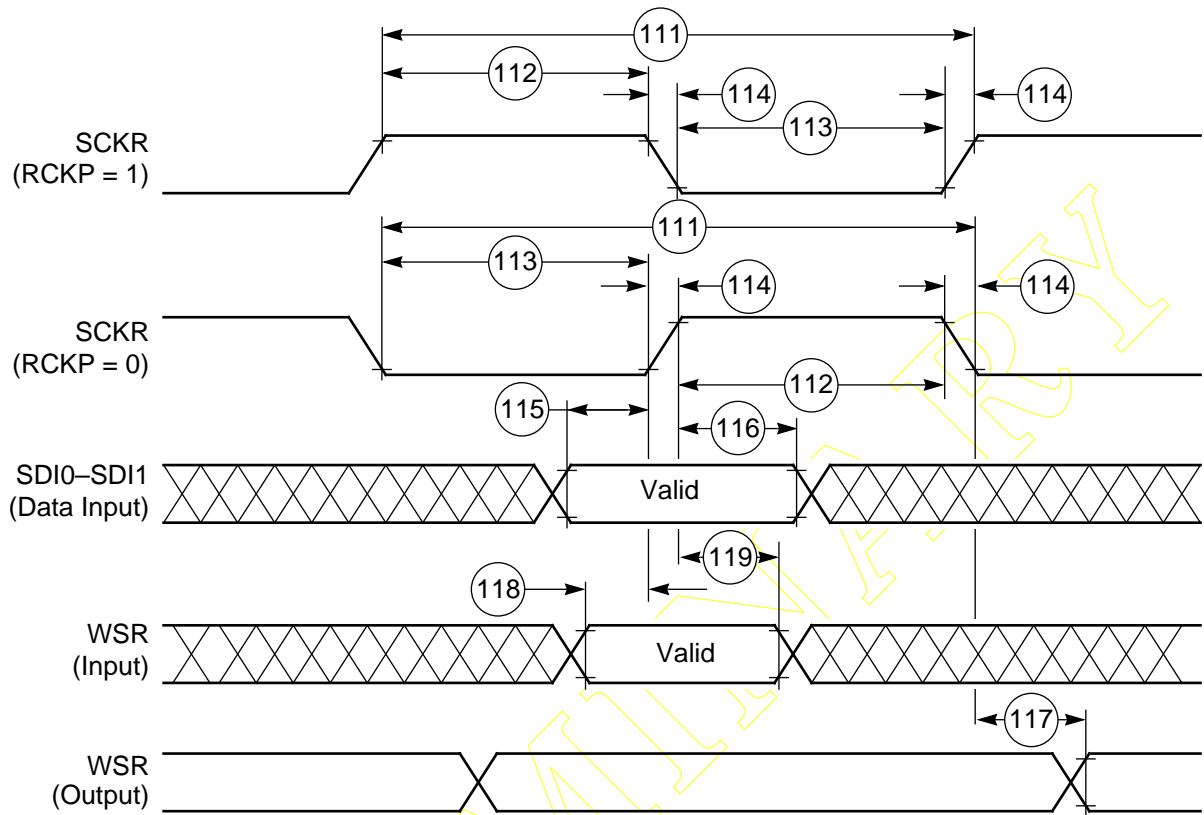 111
112
114
114
113
SCKR
(RCKP = 1)
111
113
114
114
SCKR
(RCKP = 0)
112
115
116
SDI0–SDI1
(Data Input)
Valid
119
118
WSR
(Input)
Valid
117
WSR
(Output)